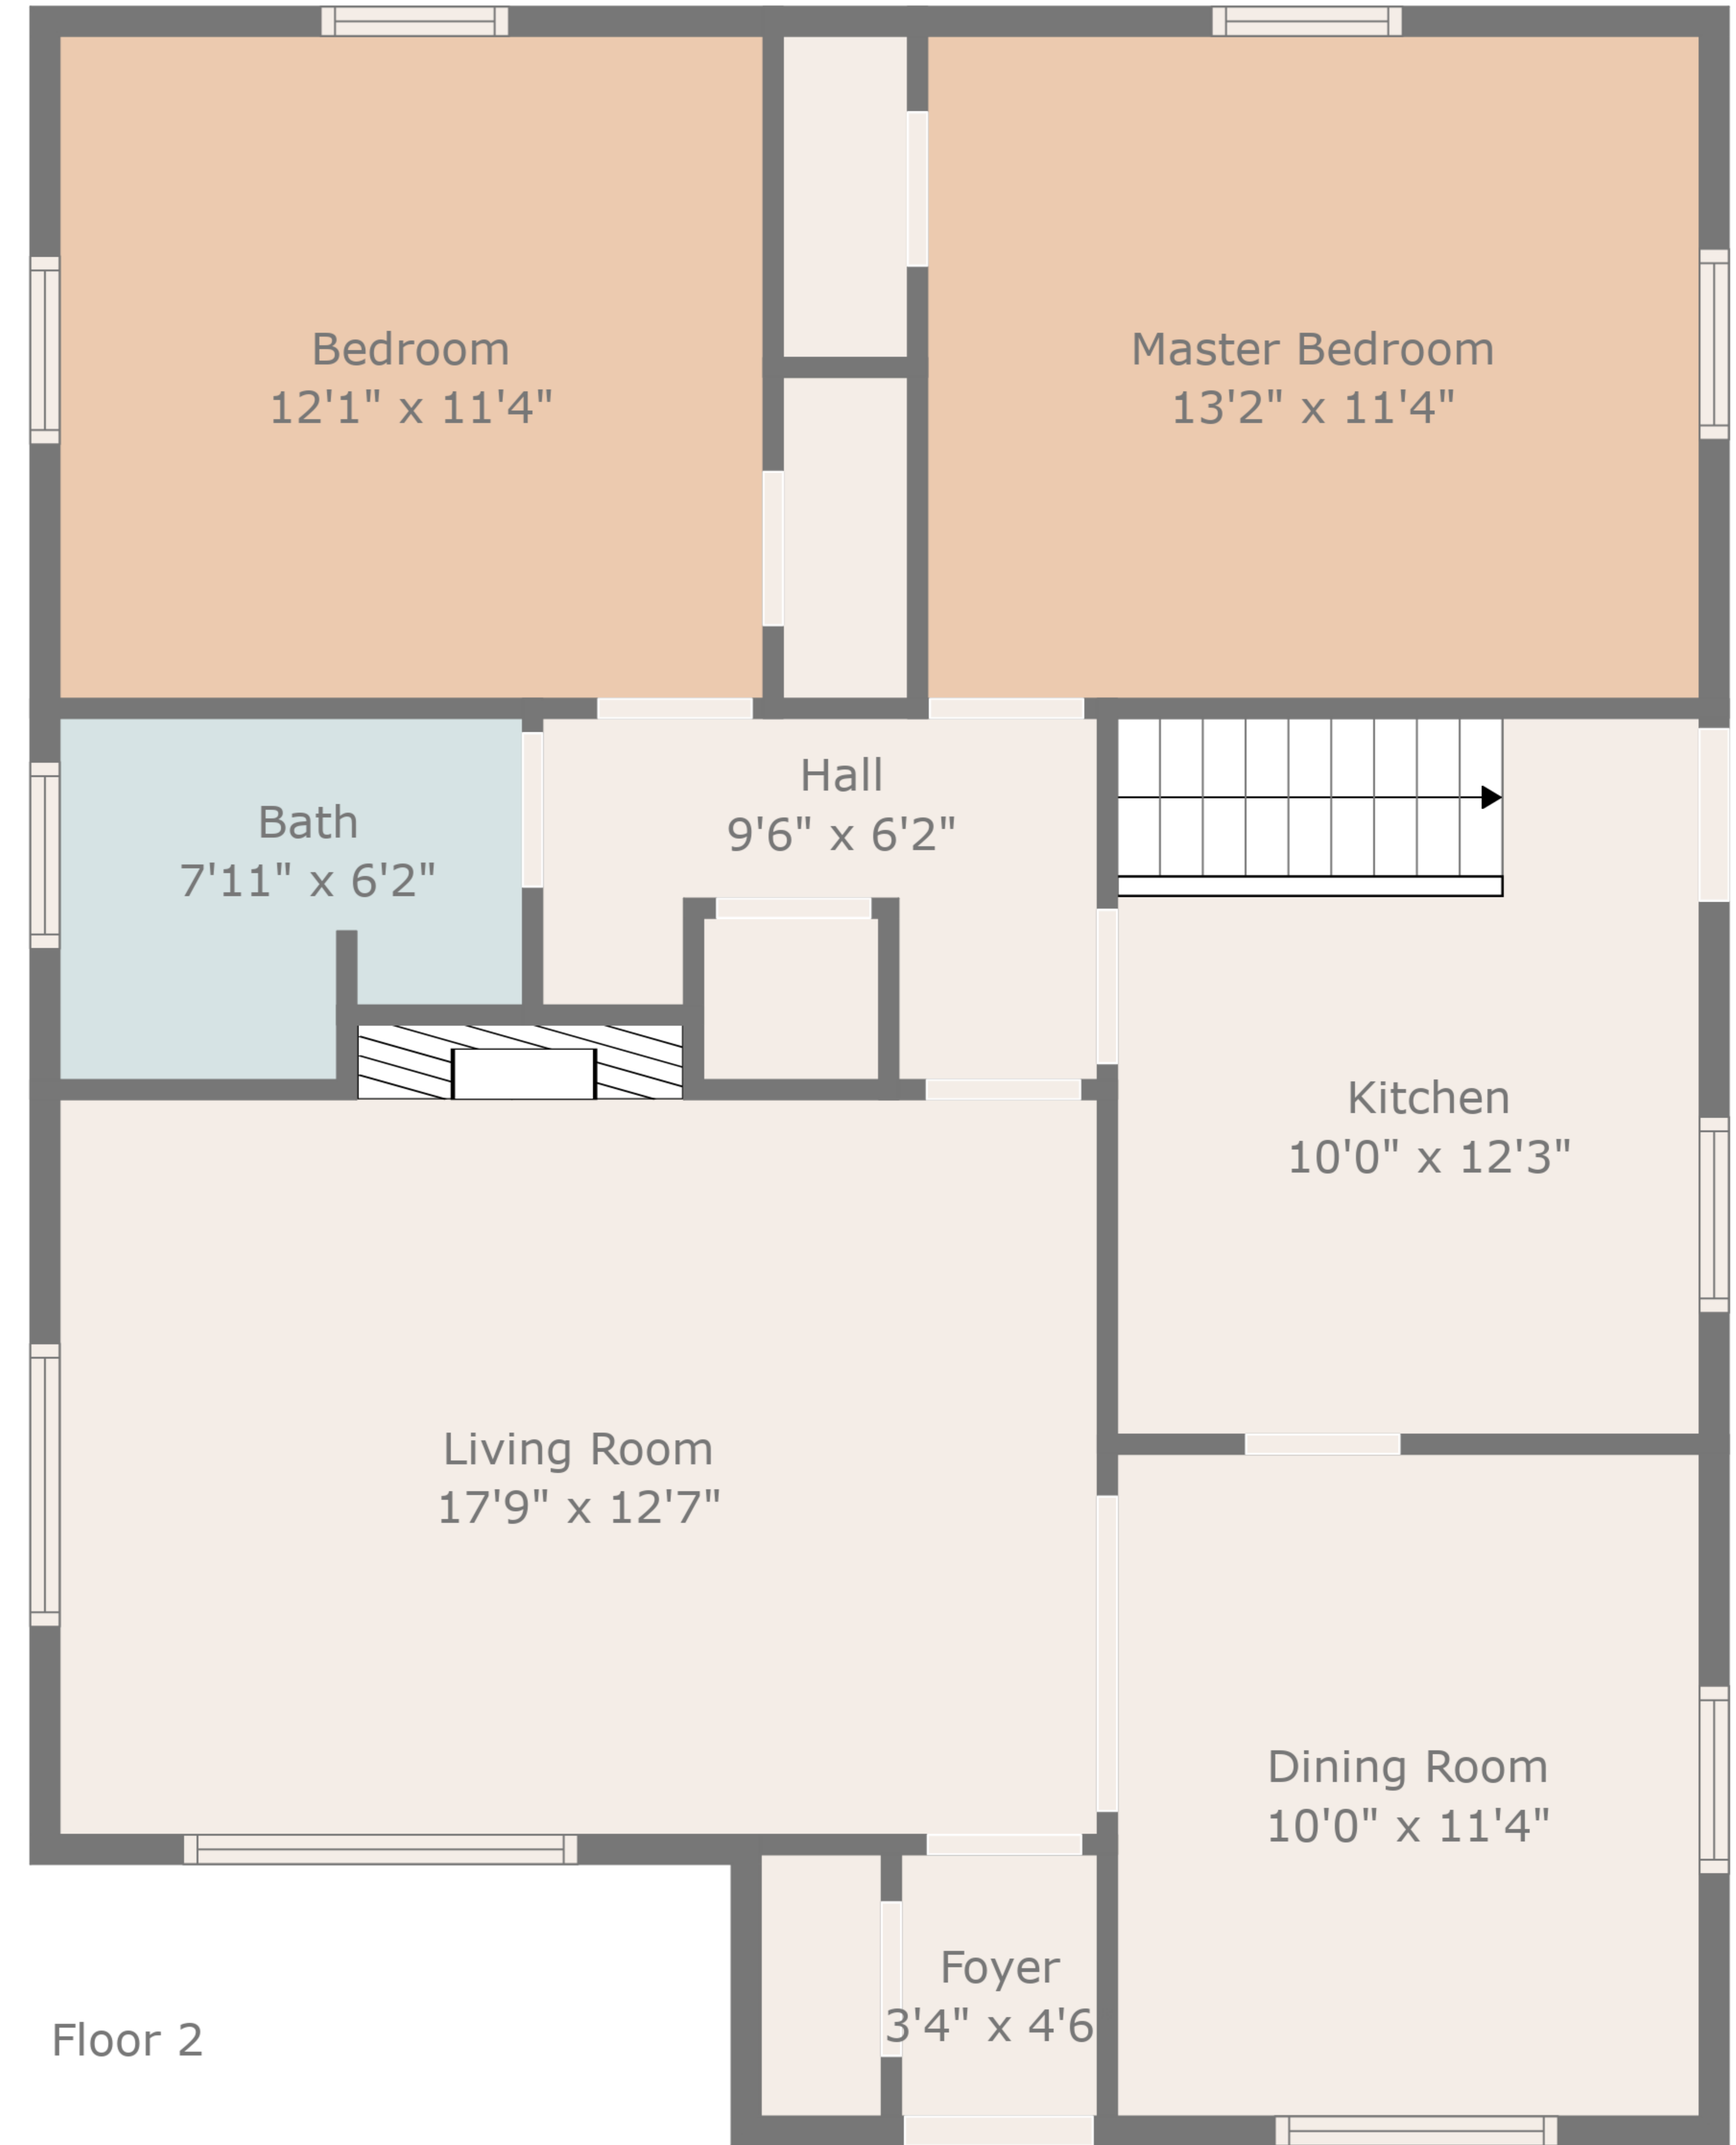 Bedroom
12'1" x 11'4"
Master Bedroom
13'2" x 11'4"
Bath
7'11" x 6'2"
Hall
9'6" x 6'2"
Kitchen
10'0" x 12'3"
Living Room
17'9" x 12'7"
Dining Room
10'0" x 11'4"
Foyer
3'4" x 4'6
Floor 2